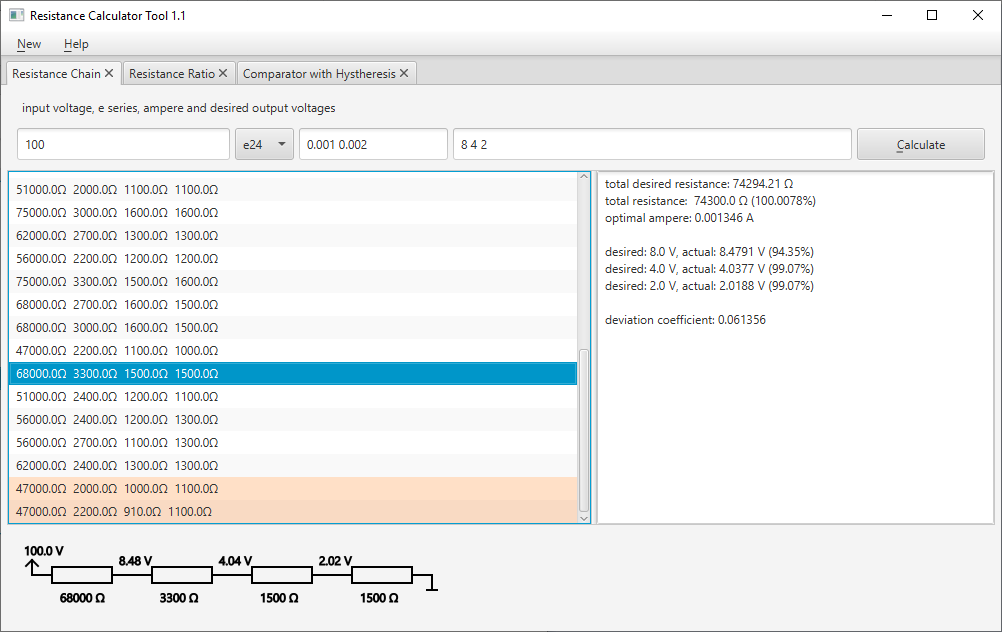 Resistance Calculator Tool 1.1
New Help
Resistance Chain Resistance Ratio Comparator with Hystheresis
input voltage, e series, ampere and desired output voltages
100 e24 0.001 0.002 8 4 2 Calculate
51000.0Ω 2000.0Ω 1100.0Ω 1100.0Ω
75000.0Ω 3000.0Ω 1600.0Ω 1600.0Ω
62000.0Ω 2700.0Ω 1300.0Ω 1300.0Ω
56000.0Ω 2200.0Ω 1200.0Ω 1200.0Ω
75000.0Ω 3300.0Ω 1500.0Ω 1600.0Ω
68000.0Ω 2700.0Ω 1600.0Ω 1500.0Ω
68000.0Ω 3000.0Ω 1600.0Ω 1500.0Ω
47000.0Ω 2200.0Ω 1100.0Ω 1000.0Ω
68000.0Ω 3300.0Ω 1500.0Ω 1500.0Ω
51000.0Ω 2400.0Ω 1200.0Ω 1100.0Ω
56000.0Ω 2400.0Ω 1200.0Ω 1300.0Ω
56000.0Ω 2700.0Ω 1100.0Ω 1300.0Ω
62000.0Ω 2400.0Ω 1300.0Ω 1300.0Ω
47000.0Ω 2000.0Ω 1000.0Ω 1100.0Ω
47000.0Ω 2200.0Ω 910.0Ω 1100.0Ω
total desired resistance: 74294.21 Ω
total resistance: 74300.0 Ω (100.0078%)
optimal ampere: 0.001346 A
desired: 8.0 V, actual: 8.4791 V (94.35%)
desired: 4.0 V, actual: 4.0377 V (99.07%)
desired: 2.0 V, actual: 2.0188 V (99.07%)
deviation coefficient: 0.061356
100.0 V
8.48 V 4.04 V 2.02 V
68000 Ω 3300 Ω 1500 Ω 1500 Ω